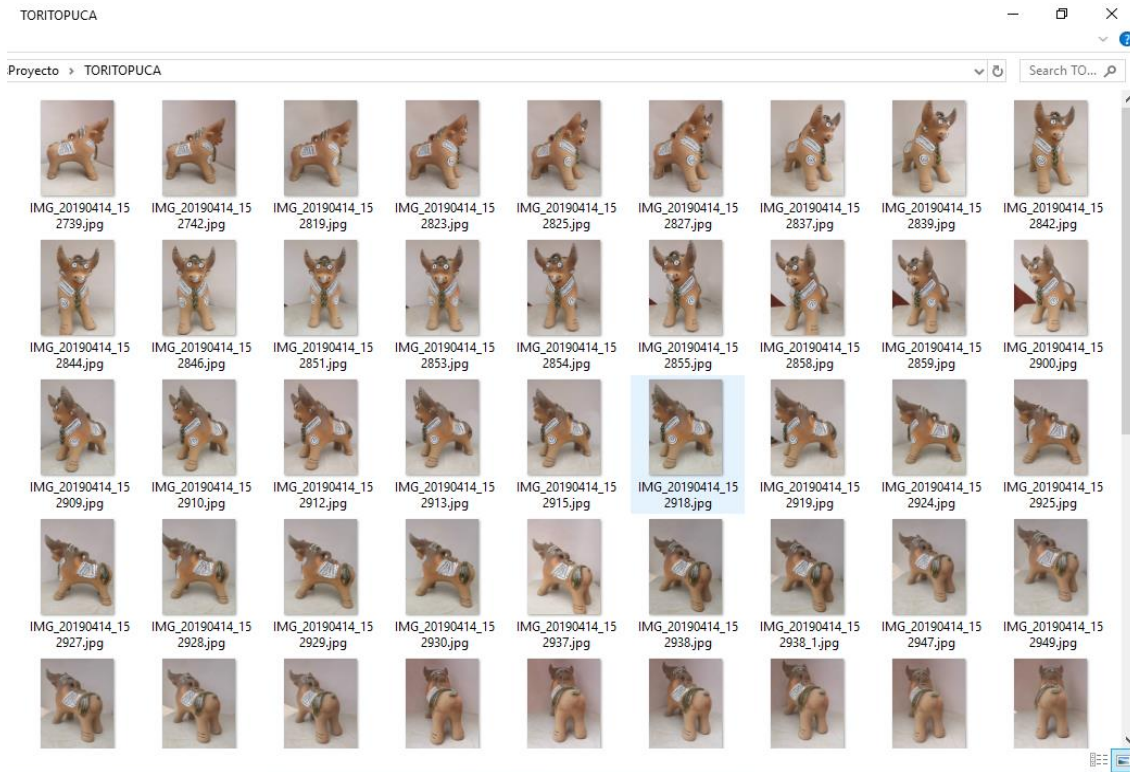 TORITOPUCA
Proyecto > TORITOPUCA
Search TO...
IMG_20190414_15 IMG_20190414_15 IMG_20190414_15 IMG_20190414_15 IMG_20190414_15 IMG_20190414_15 IMG_20190414_15 IMG_20190414_15 IMG_20190414_15
2739.jpg 2742.jpg 2819.jpg 2823.jpg 2825.jpg 2827.jpg 2837.jpg 2839.jpg 2842.jpg
IMG_20190414_15 IMG_20190414_15 IMG_20190414_15 IMG_20190414_15 IMG_20190414_15 IMG_20190414_15 IMG_20190414_15 IMG_20190414_15 IMG_20190414_15
2844.jpg 2846.jpg 2851.jpg 2853.jpg 2854.jpg 2855.jpg 2858.jpg 2859.jpg 2900.jpg
IMG_20190414_15 IMG_20190414_15 IMG_20190414_15 IMG_20190414_15 IMG_20190414_15 IMG_20190414_15 IMG_20190414_15 IMG_20190414_15 IMG_20190414_15
2909.jpg 2910.jpg 2912.jpg 2913.jpg 2915.jpg 2918.jpg 2919.jpg 2924.jpg 2925.jpg
IMG_20190414_15 IMG_20190414_15 IMG_20190414_15 IMG_20190414_15 IMG_20190414_15 IMG_20190414_15 IMG_20190414_15 IMG_20190414_15 IMG_20190414_15
2927.jpg 2928.jpg 2929.jpg 2930.jpg 2937.jpg 2938.jpg 2938_1.jpg 2947.jpg 2949.jpg